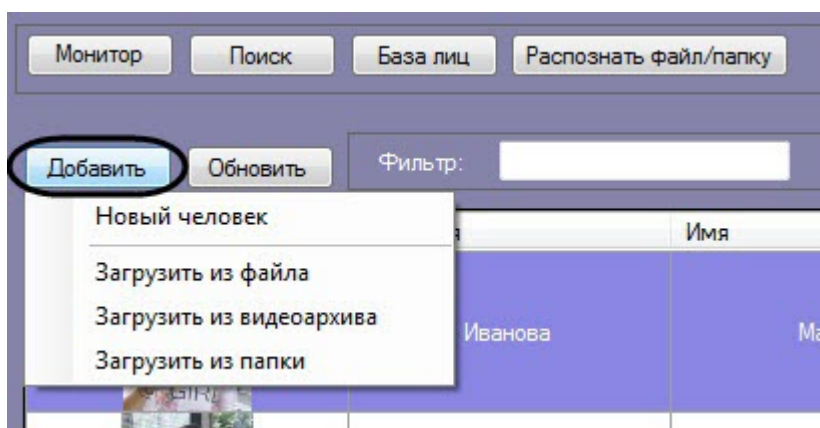 Монитор Поиск База лиц Распознать файл/папку
Добавить Обновить Фильтр:
Новый человек
Имя
Загрузить из файла
Загрузить из видеоархива
Иванова
Загрузить из папки
GIRL